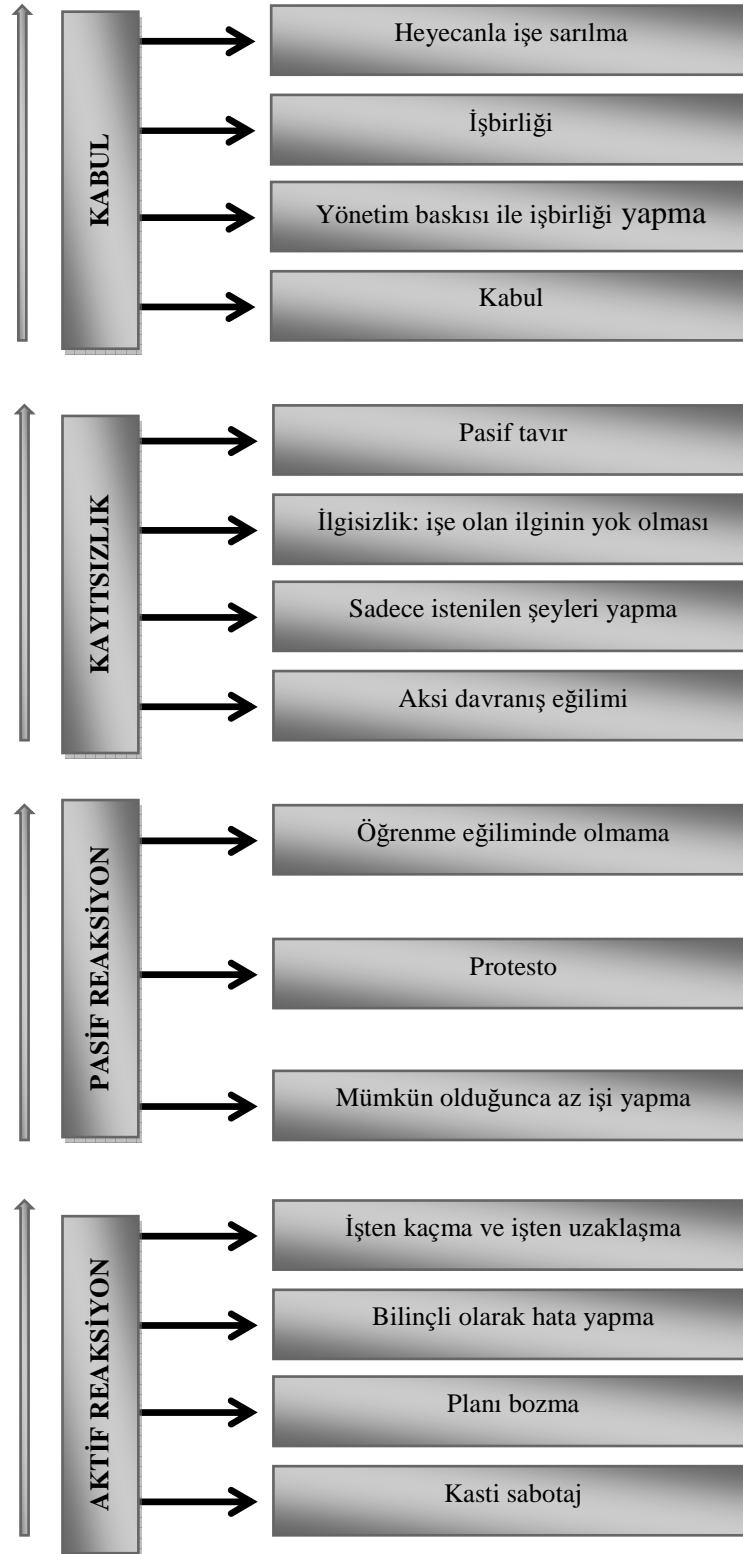 KABUL
Heyecanla işe sarılma
İşbirliği
Yönetim baskısı ile işbirliği yapma
Kabul
KAYITSIZLIK
Pasif tavır
İlgisizlik: işe olan ilginin yok olması
Sadece istenilen şeyleri yapma
Aksi davranış eğilimi
PASİF REAKSİYON
Öğrenme eğiliminde olmama
Protesto
Mümkün olduğunca az işi yapma
AKTİF REAKSİYON
İşten kaçma ve işten uzaklaşma
Bilinçli olarak hata yapma
Planı bozma
Kasti sabotaj